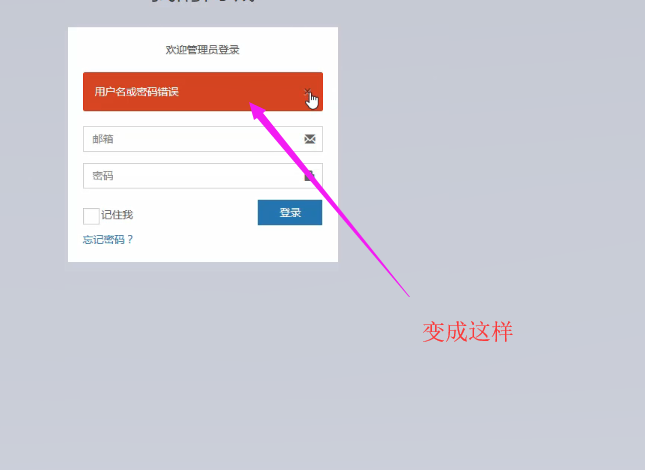 欢迎管理员登录
用户名或密码错误
邮箱
密码
记住我
登录
忘记密码？
变成这样